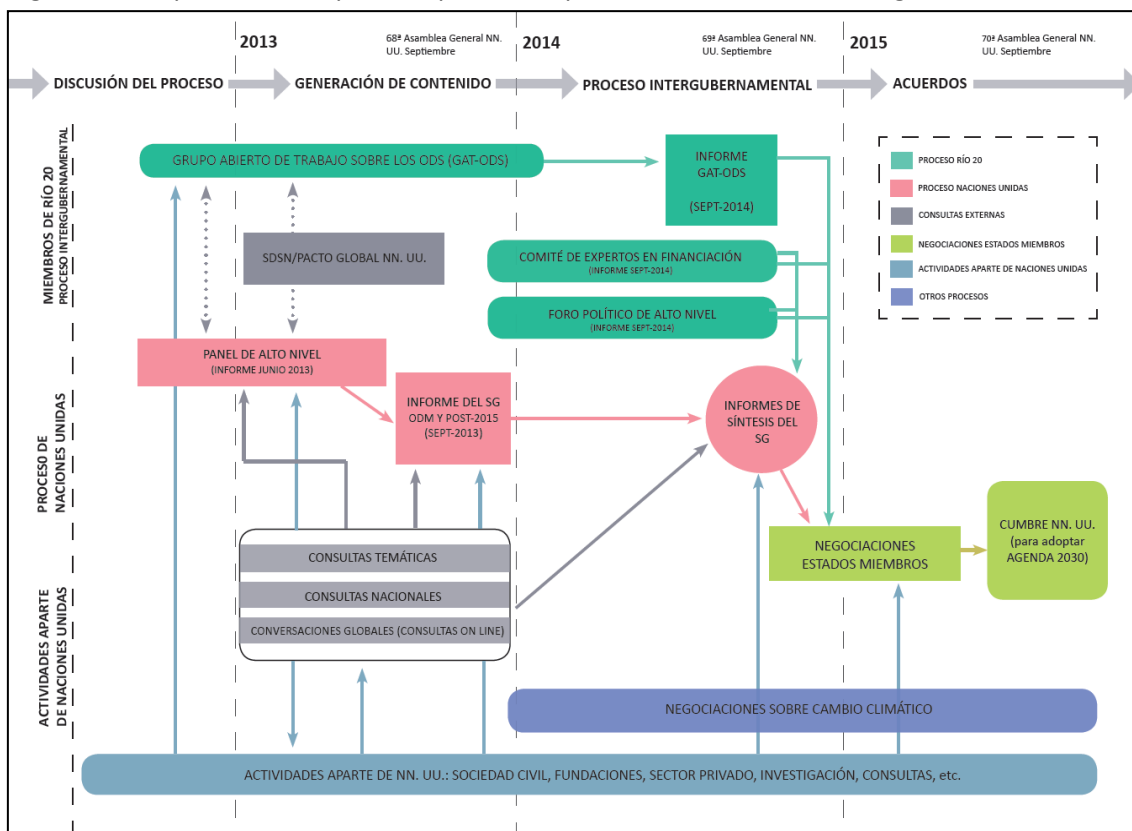 2013
68ª Asamblea General NN.
UU. Septiembre
2014
69ª Asamblea General NN.
UU. Septiembre
2015
70ª Asamblea General NN.
UU. Septiembre
DISCUSIÓN DEL PROCESO
GENERACIÓN DE CONTENIDO
PROCESO INTERGUBERNAMENTAL
ACUERDOS
MIEMBROS DE RÍO 20
PROCESO INTERGUBERNAMENTAL
GRUPO ABIERTO DE TRABAJO SOBRE LOS ODS (GAT-ODS)
INFORME
GAT-ODS
(SEPT-2014)
SDSN/PACTO GLOBAL NN. UU.
COMITÉ DE EXPERTOS EN FINANCIACIÓN
(INFORME SEPT-2014)
FORO POLÍTICO DE ALTO NIVEL
(INFORME SEPT-2014)
PROCESO RÍO 20
PROCESO NACIONES UNIDAS
CONSULTAS EXTERNAS
NEGOCIACIONES ESTADOS MIEMBROS
ACTIVIDADES APARTE DE NACIONES UNIDAS
OTROS PROCESOS
PROCESO DE
NACIONES UNIDAS
PANEL DE ALTO NIVEL
(INFORME JUNIO 2013)
INFORME DEL SG
ODM Y POST-2015
(SEPT-2013)
INFORMES DE
SÍNTESIS DEL
SG
NEGOCIACIONES
ESTADOS MIEMBROS
CUMBRE NN. UU.
(para adoptar
AGENDA 2030)
ACTIVIDADES APARTE
DE NACIONES UNIDAS
CONSULTAS TEMÁTICAS
CONSULTAS NACIONALES
CONVERSACIONES GLOBALES (CONSULTAS ON LINE)
NEGOCIACIONES SOBRE CAMBIO CLIMÁTICO
ACTIVIDADES APARTE DE NN. UU.: SOCIEDAD CIVIL, FUNDACIONES, SECTOR PRIVADO, INVESTIGACIÓN, CONSULTAS, etc.